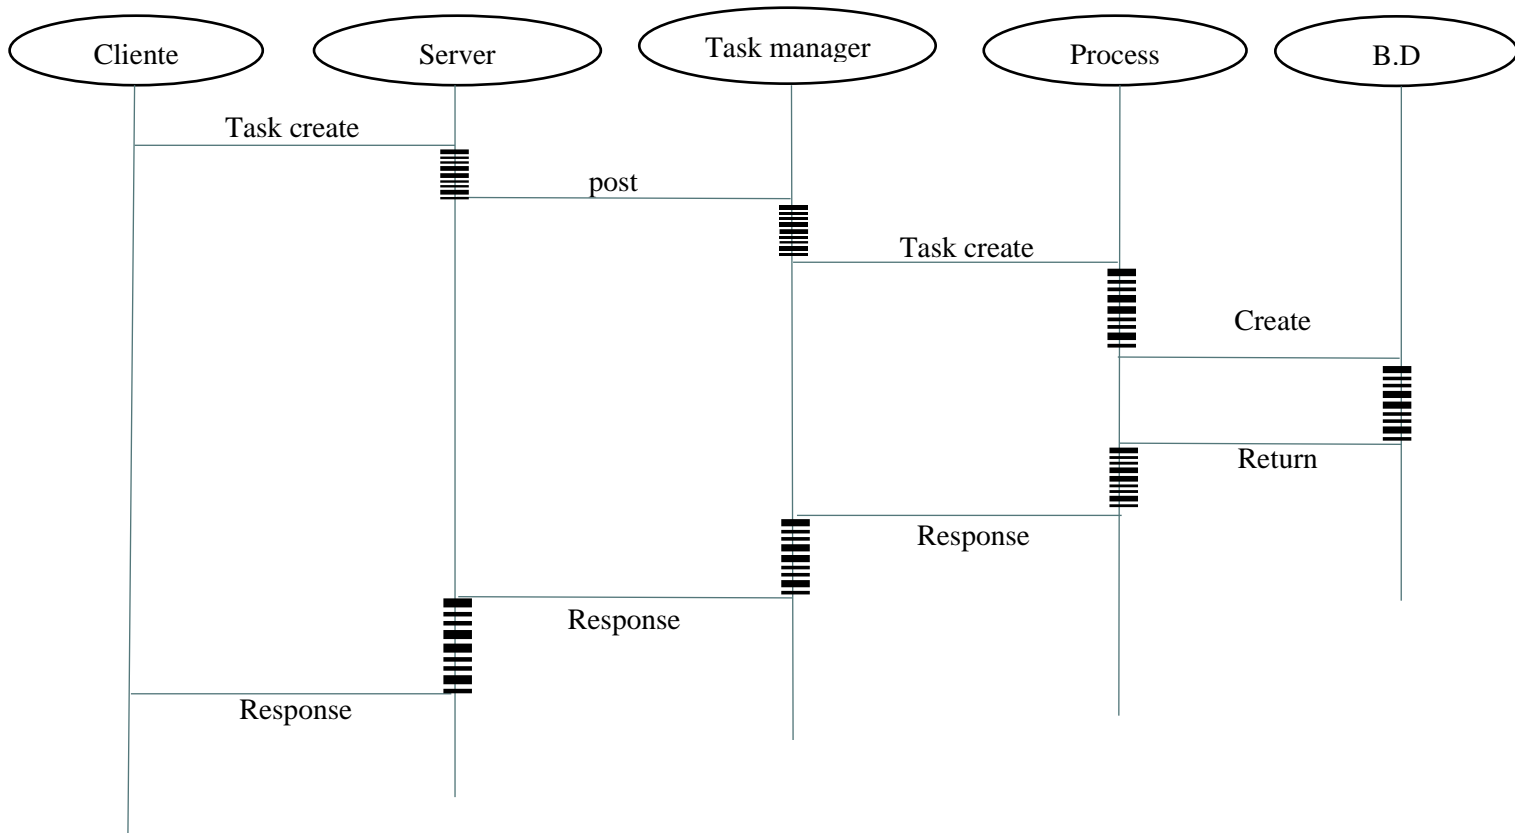 Cliente
Server
Task manager
Process
B.D
Task create
post
Task create
Create
Return
Response
Response
Response